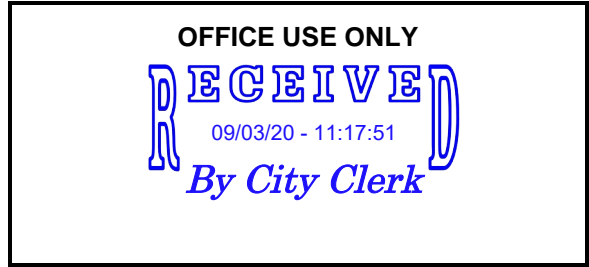 OFFICE USE ONLY
RECEIVED
09/03/20 - 11:17:51
By City Clerk